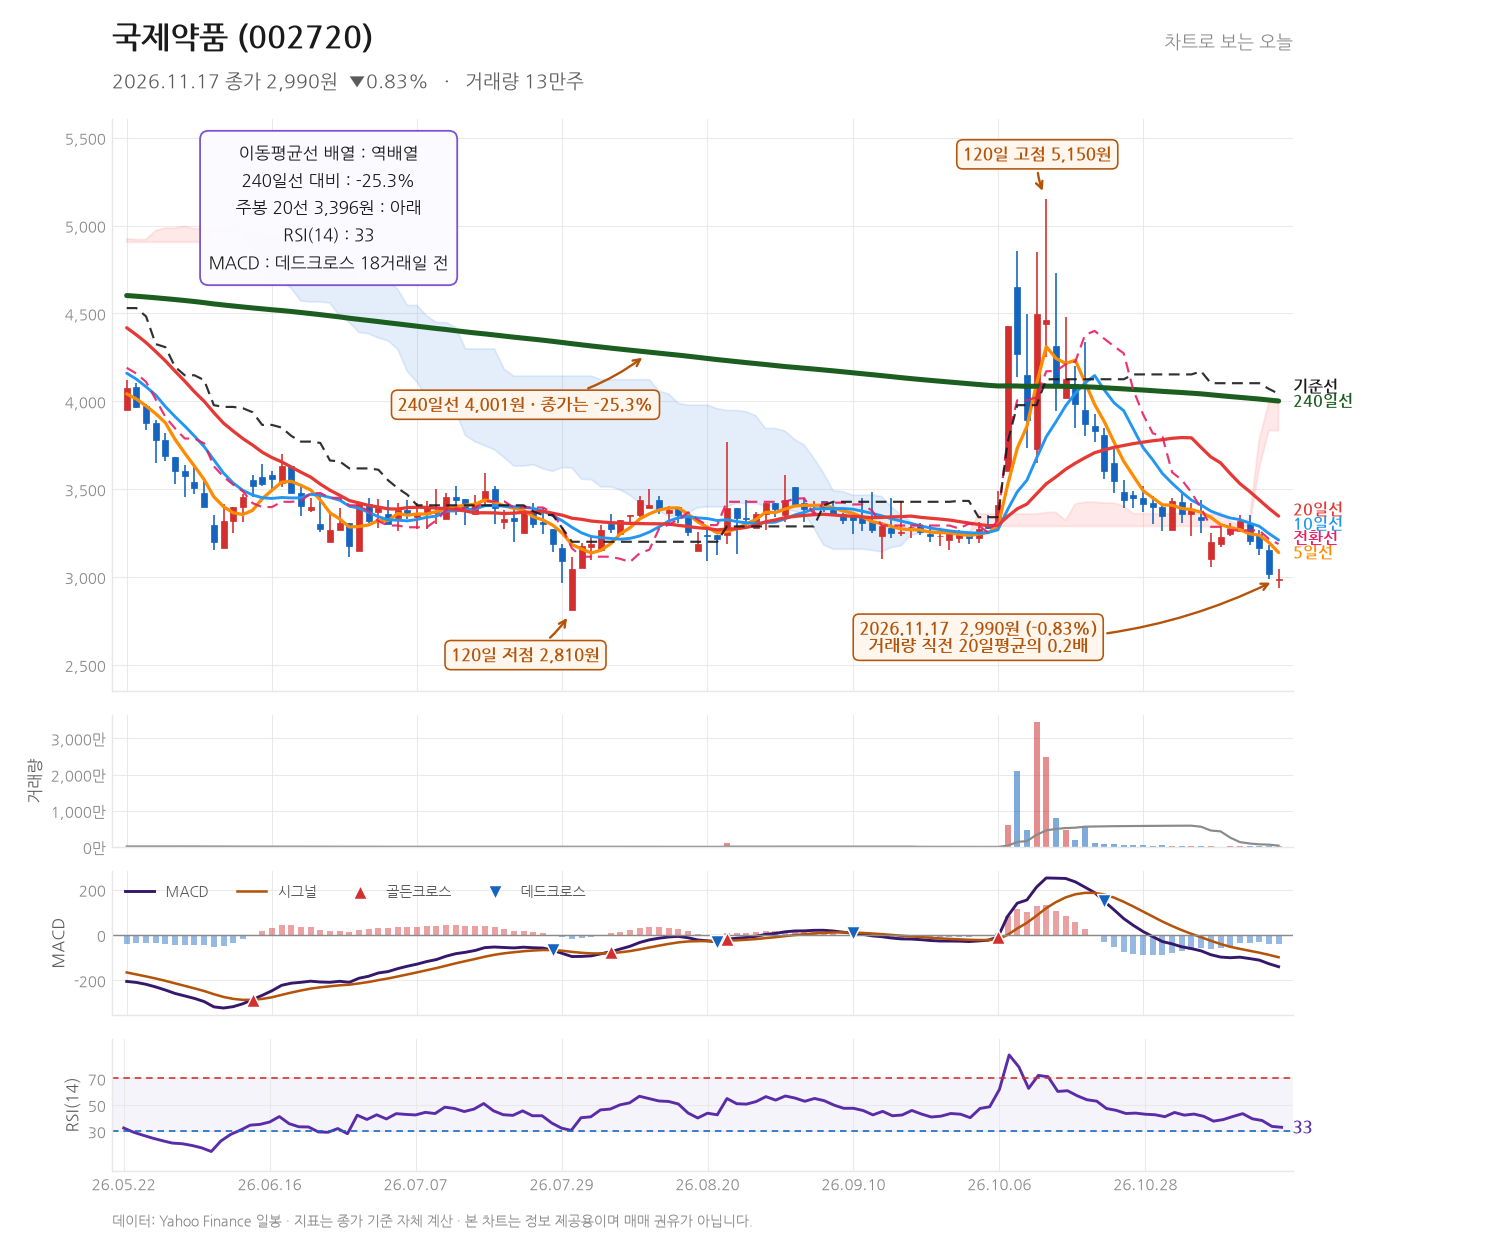 국제약품 (002720)
차트로 보는 오늘
2026.11.17 종가 2,990원 ▼0.83% · 거래량 13만주
5,500
5,000
4,500
4,000
3,500
3,000
2,500
이동평균선 배열 : 역배열
240일선 대비 : -25.3%
주봉 20선 3,396원 : 아래
RSI(14) : 33
MACD : 데드크로스 18거래일 전
120일 고점 5,150원
240일선 4,001원 · 종가는 -25.3%
120일 저점 2,810원
2026.11.17 2,990원 (-0.83%)
거래량 직전 20일평균의 0.2배
기준선
240일선
20일선
10일선
전환선
5일선
거래량
3,000만
2,000만
1,000만
0만
MACD
200
0
-200
MACD
시그널
골든크로스
데드크로스
RSI(14)
70
50
30
33
26.05.22
26.06.16
26.07.07
26.07.29
26.08.20
26.09.10
26.10.06
26.10.28
데이터: Yahoo Finance 일봉 · 지표는 종가 기준 자체 계산 · 본 차트는 정보 제공용이며 매매 권유가 아닙니다.